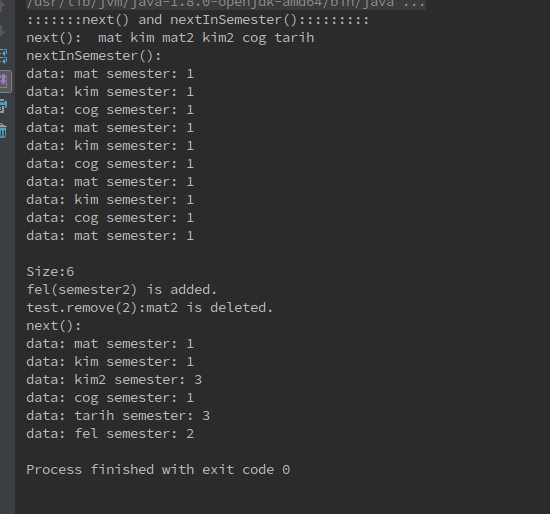 /usr/lib/jvm/java-1.8.0-openjdk-amd64/bin/java ...
:::::::next() and nextInSemester():::::::::
next():  mat kim mat2 kim2 cog tarih
nextInSemester():
data: mat semester: 1
data: kim semester: 1
data: cog semester: 1
data: mat semester: 1
data: kim semester: 1
data: cog semester: 1
data: mat semester: 1
data: kim semester: 1
data: cog semester: 1
data: mat semester: 1
Size:6
fel(semester2) is added.
test.remove(2):mat2 is deleted.
next():
data: mat semester: 1
data: kim semester: 1
data: kim2 semester: 3
data: cog semester: 1
data: tarih semester: 3
data: fel semester: 2
Process finished with exit code 0